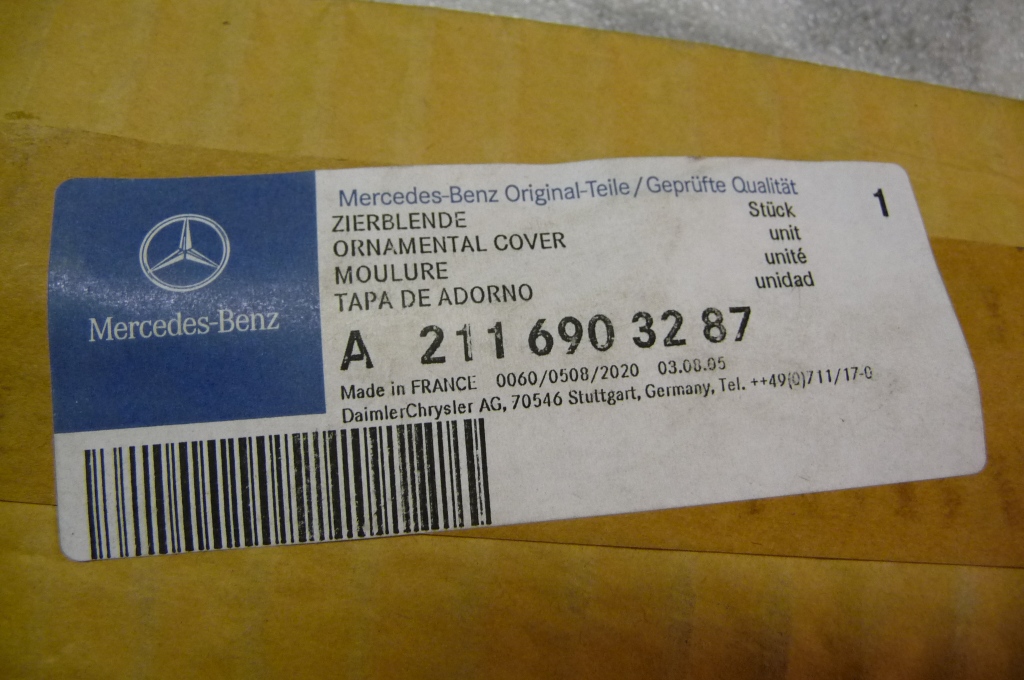 Mercedes-Benz
Mercedes-Benz Original-Teile/Geprüfte Qualität
ZIERBLENDE Stück 1
ORNAMENTAL COVER unit
MOULURE unité
TAPA DE ADORNO unidad
A 211 690 32 87
Made in FRANCE 0060/0508/2020 03.08.05
DaimlerChrysler AG, 70546 Stuttgart, Germany, Tel. ++49(0)711/17-0